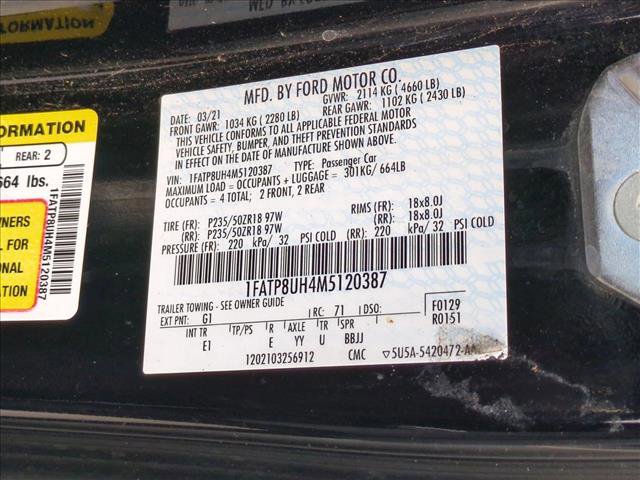 MFD. BY FORD MOTOR CO.
DATE: 03/21 GVWR: 2114 KG ( 4660 LB)
FRONT GAWR: 1034 KG ( 2280 LB) REAR GAWR: 1102 KG ( 2430 LB)
THIS VEHICLE CONFORMS TO ALL APPLICABLE FEDERAL MOTOR
VEHICLE SAFETY, BUMPER, AND THEFT PREVENTION STANDARDS
IN EFFECT ON THE DATE OF MANUFACTURE SHOWN ABOVE.
VIN: 1FATP8UH4M5120387 TYPE: Passenger Car
MAXIMUM LOAD = OCCUPANTS + LUGGAGE = 301KG/ 664LB
OCCUPANTS = 4 TOTAL; 2 FRONT, 2 REAR
TIRE (FR): P235/50ZR18 97W RIMS (FR): 18x8.0J
(RR): P235/50ZR18 97W (RR): 18x8.0J
PRESSURE (FR): 220 kPa/ 32 PSI COLD (RR): 220 kPa/ 32 PSI COLD
1FATP8UH4M5120387
TRAILER TOWING - SEE OWNER GUIDE
EXT PNT: G1 RC: 71 DSO: F0129
R0151
INT TR TP/PS R AXLE TR SPR
E1 E YY U BBJJ
1202103256912 CMC ▽5U5A-5420472-AA
FORMATION
ORMATION
REAR: 2
664 lbs.
WNERS
L FOR
ONAL
TION
1FATP8UH4M5120387